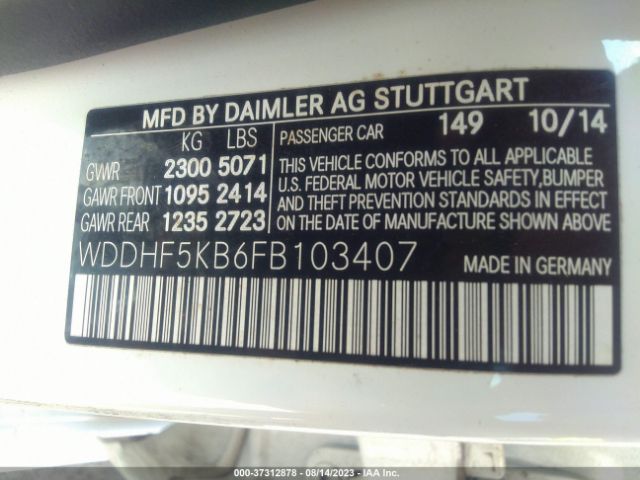 MFD BY DAIMLER AG STUTTGART
KG LBS
GVWR 2300 5071
GAWR FRONT 1095 2414
GAWR REAR 1235 2723
PASSENGER CAR 149 10/14
THIS VEHICLE CONFORMS TO ALL APPLICABLE
U.S. FEDERAL MOTOR VEHICLE SAFETY,BUMPER
AND THEFT PREVENTION STANDARDS IN EFFECT
ON THE DATE OF MANUFACTURE SHOWN ABOVE
WDDHF5KB6FB103407 MADE IN GERMANY
000-37312878 - 08/14/2023 - IAA Inc.